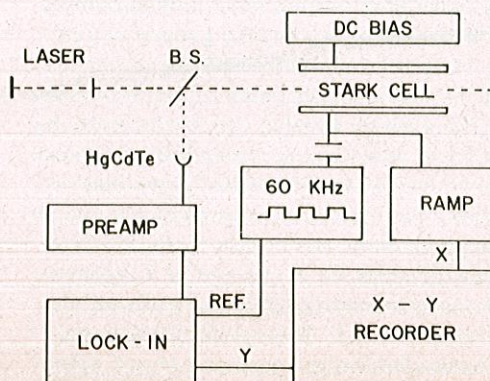 DC BIAS
LASER
B.S.
STARK CELL
HgCdTe
60 KHz
RAMP
PREAMP
X
REF.
X - Y
RECORDER
LOCK-IN
Y